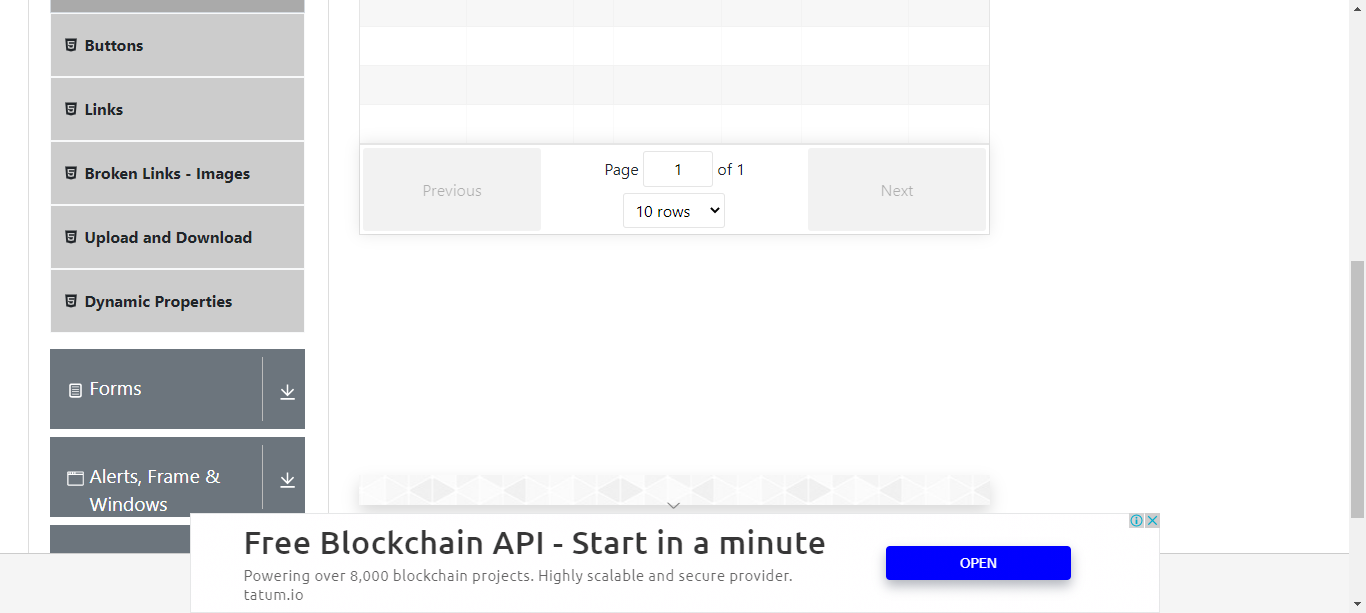 Buttons
Links
Broken Links - Images
Upload and Download
Dynamic Properties
Forms
Alerts, Frame &
Windows
Previous
Page 1 of 1
10 rows
Next
Free Blockchain API - Start in a minute
Powering over 8,000 blockchain projects. Highly scalable and secure provider.
tatum.io
OPEN